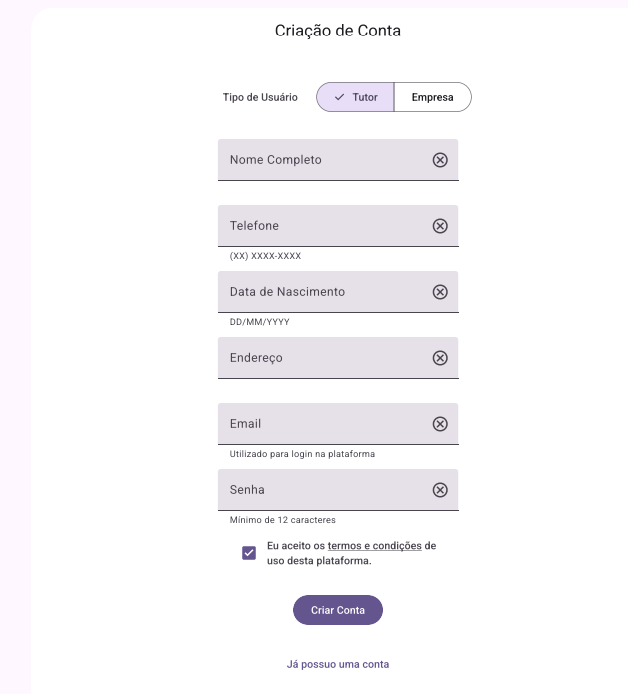 Criação de Conta
Tipo de Usuário Tutor Empresa
Nome Completo
Telefone
(XX) XXXX-XXXX
Data de Nascimento
DD/MM/YYYY
Endereço
Email
Utilizado para login na plataforma
Senha
Mínimo de 12 caracteres
Eu aceito os termos e condições de
uso desta plataforma.
Criar Conta
Já possuo uma conta